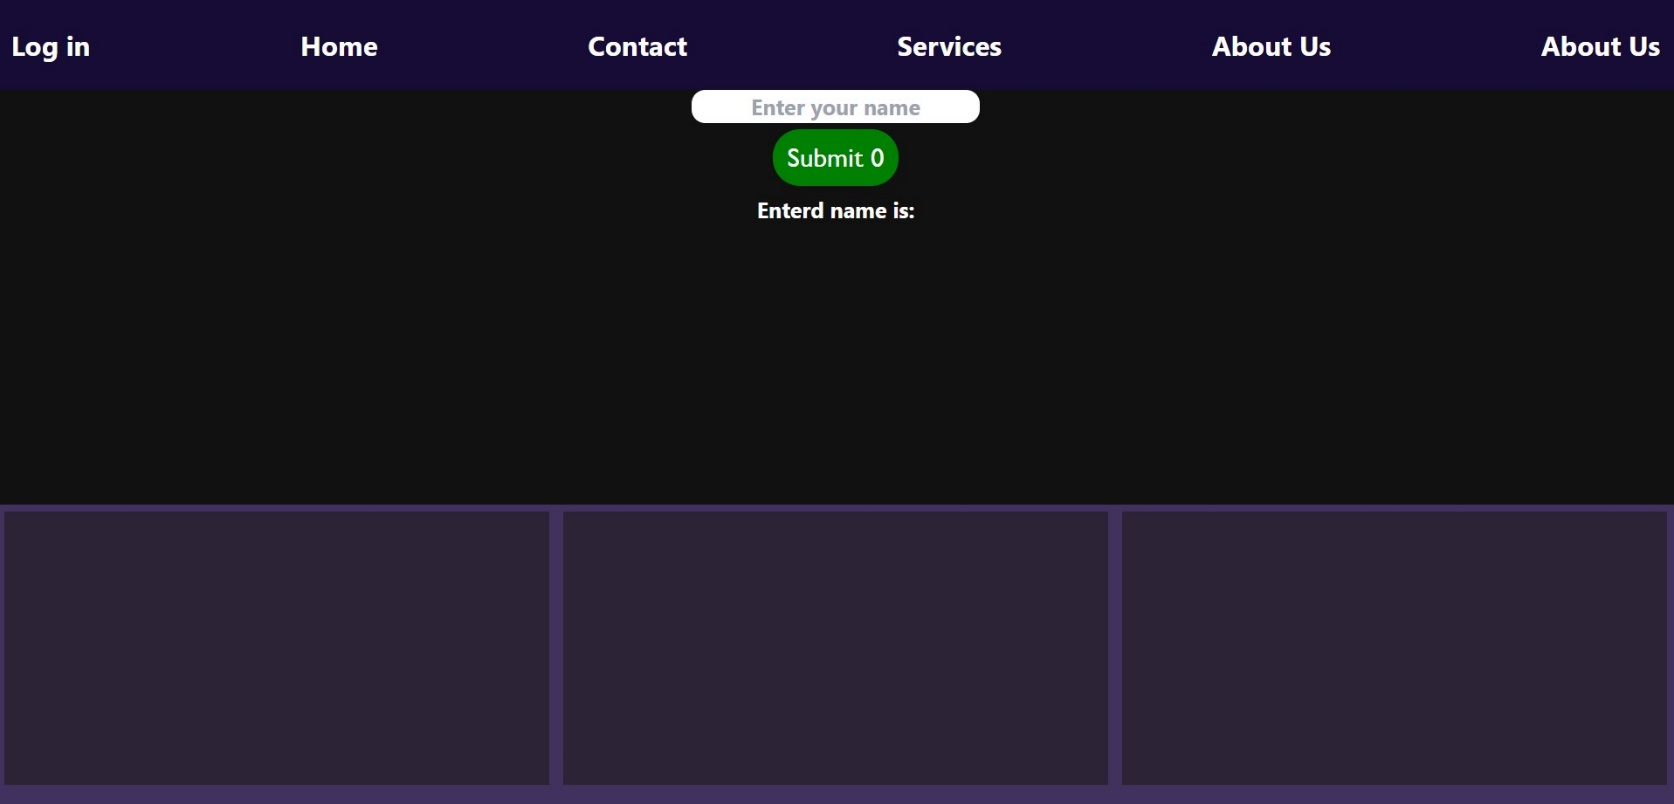 Log in Home Contact Services About Us About Us
Enter your name
Submit 0
Enterd name is: